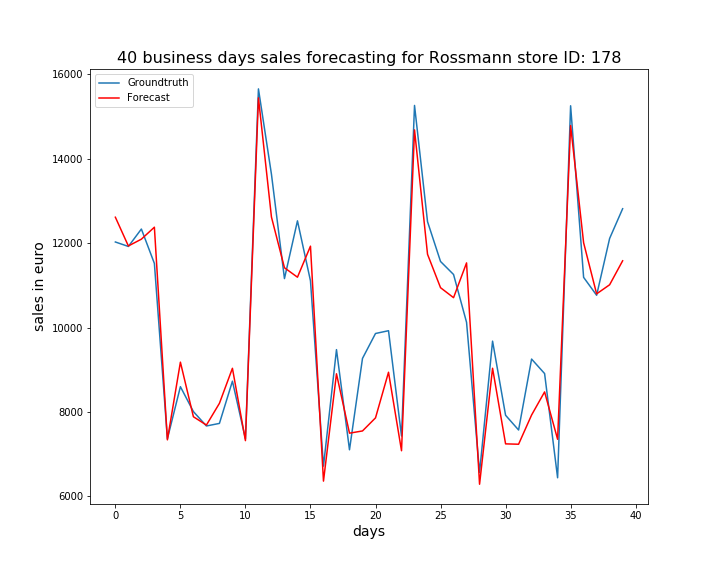 40 business days sales forecasting for Rossmann store ID: 178
Groundtruth
Forecast
sales in euro
16000
14000
12000
10000
8000
6000
0 5 10 15 20 25 30 35 40
days